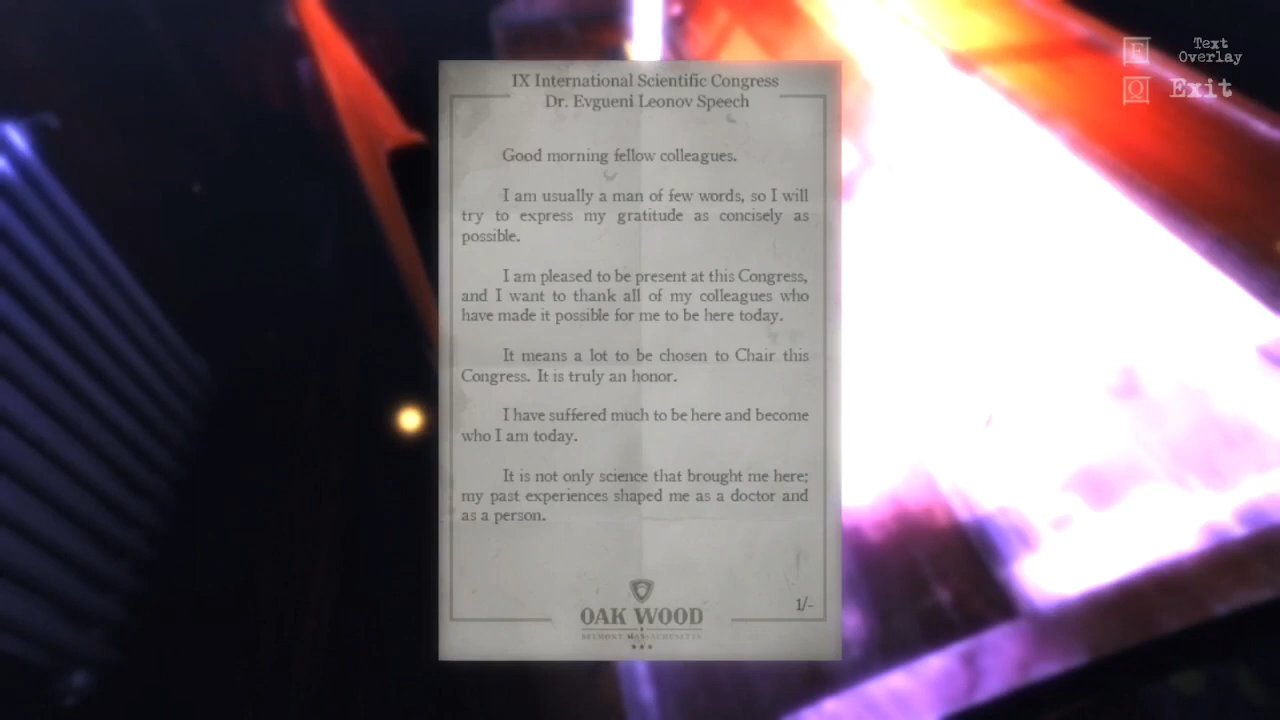 IX International Scientific Congress
Dr. Evgueni Leonov Speech
Good morning fellow colleagues.
I am usually a man of few words, so I will
try to express my gratitude as concisely as
possible.
I am pleased to be present at this Congress,
and I want to thank all of my colleagues who
have made it possible for me to be here today.
It means a lot to be chosen to Chair this
Congress. It is truly an honor.
I have suffered much to be here and become
who I am today.
It is not only science that brought me here;
my past experiences shaped me as a doctor and
as a person.
1/-
OAK WOOD
BELMONT MASSACHUSETTS
E Text
Overlay
Q Exit